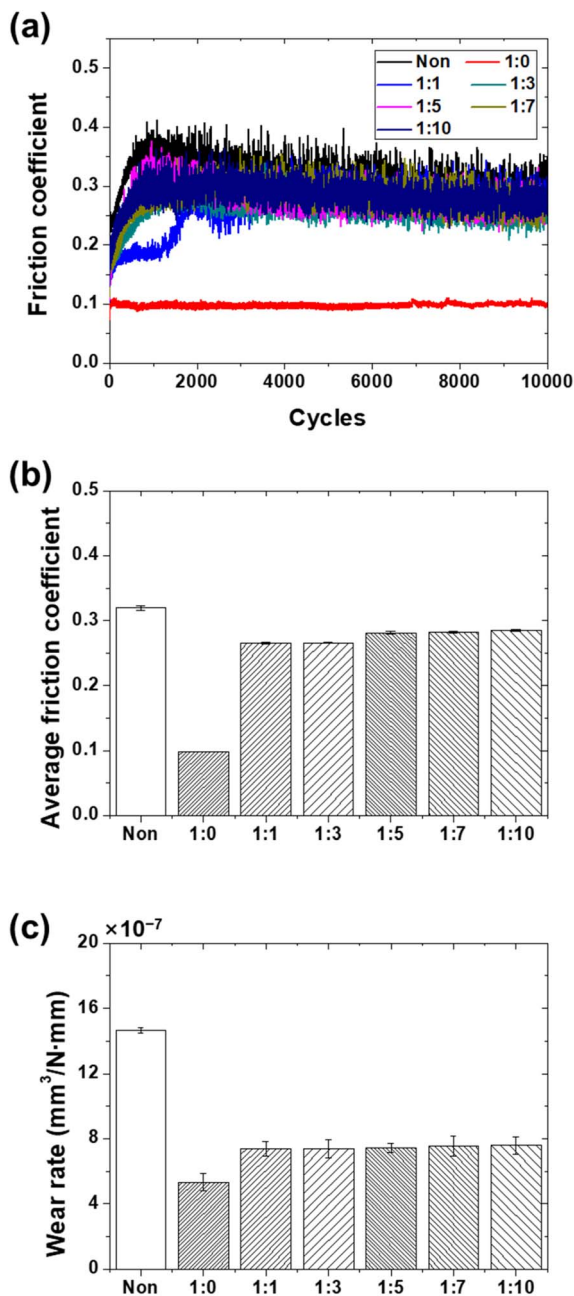 (a)
Friction coefficient
0.5
0.4
0.3
0.2
0.1
0.0
Non 1:0
1:1 1:3
1:5 1:7
1:10
0 2000 4000 6000 8000 10000
Cycles
(b)
Average friction coefficient
0.5
0.4
0.3
0.2
0.1
0.0
Non 1:0 1:1 1:3 1:5 1:7 1:10
(c)
×10⁻⁷
Wear rate (mm³/N·mm)
20
16
12
8
4
0
Non 1:0 1:1 1:3 1:5 1:7 1:10